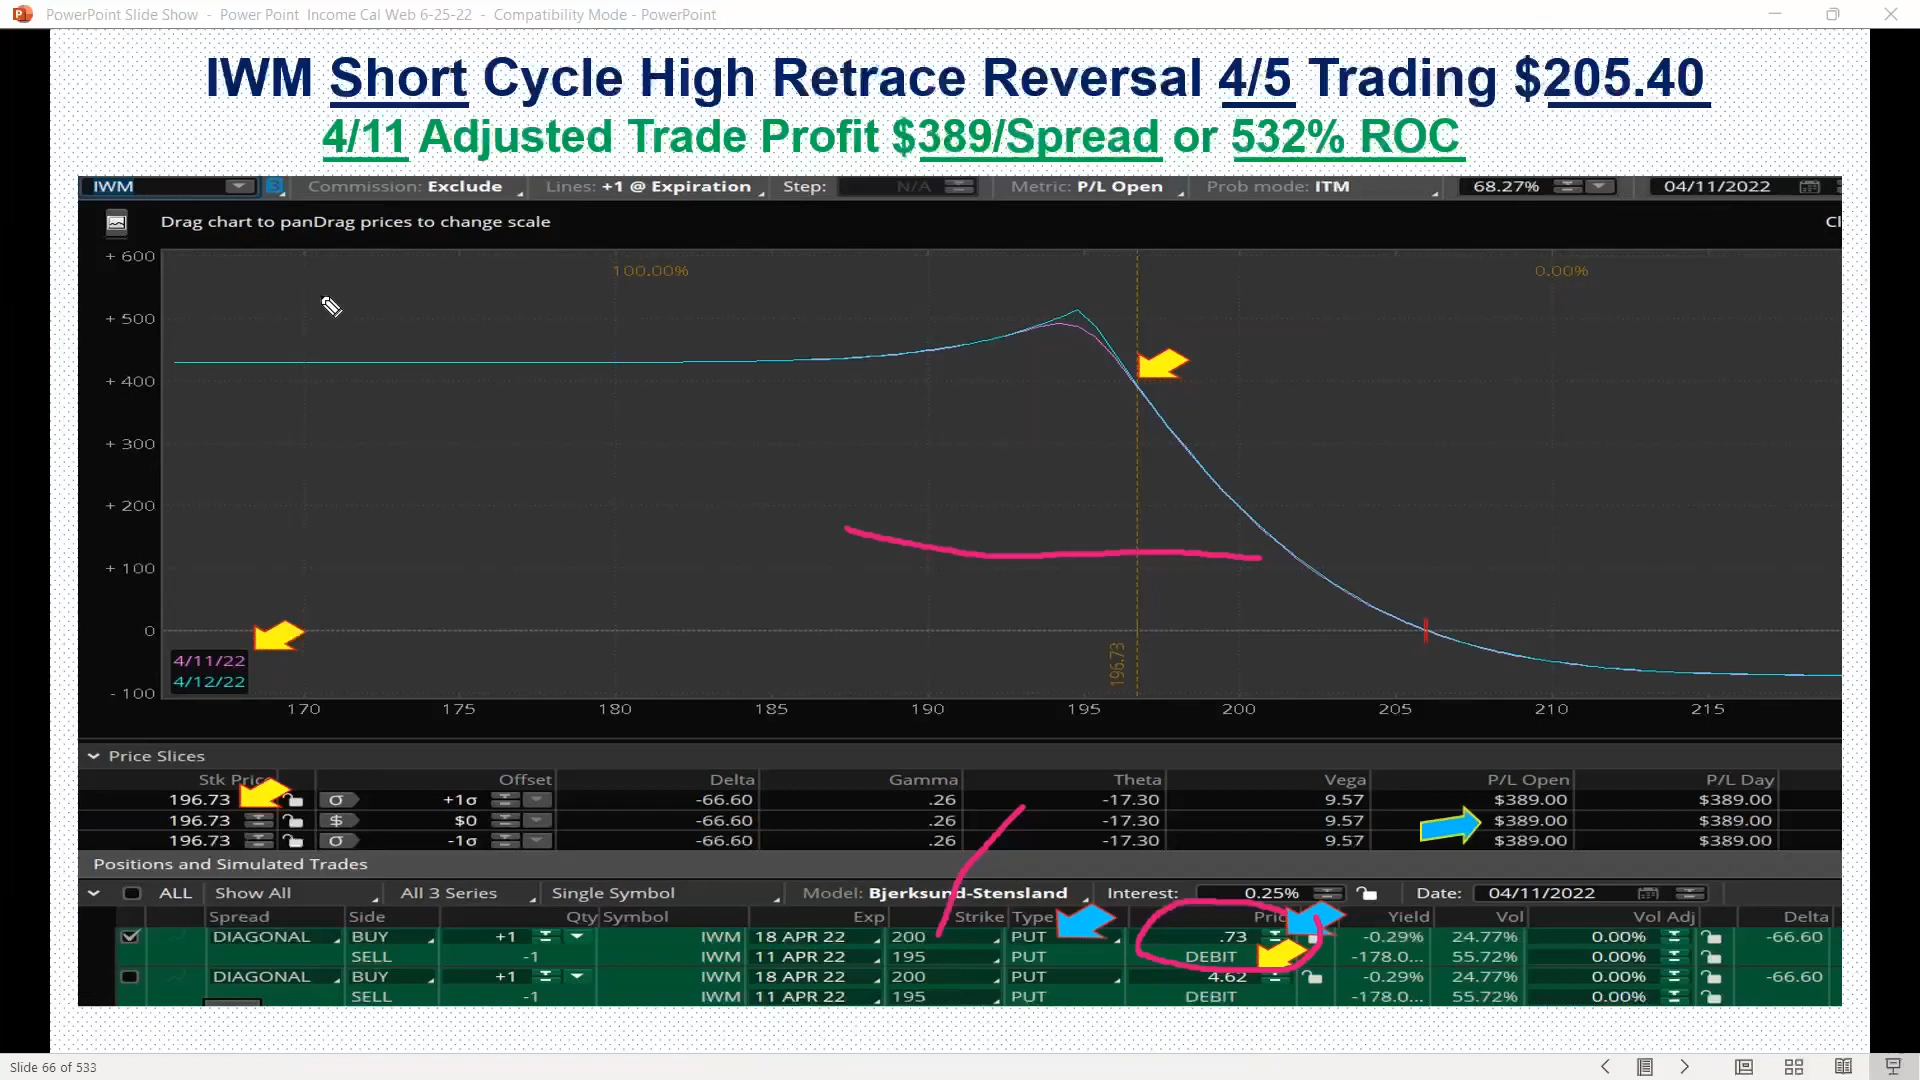 PowerPoint Slide Show - Power Point Income Cal Web 6-25-22 - Compatibility Mode - PowerPoint
IWM Short Cycle High Retrace Reversal 4/5 Trading $205.40
4/11 Adjusted Trade Profit $389/Spread or 532% ROC
IWM 3 Commission: Exclude Lines: +1 @ Expiration Step: N/A Metric: P/L Open Prob mode: ITM 68.27% 04/11/2022
Drag chart to panDrag prices to change scale
+ 600
100.00% 0.00%
+ 500
+ 400
+ 300
+ 200
+ 100
0
196.73
4/11/22
4/12/22
- 100
170 175 180 185 190 195 200 205 210 215
Price Slices
Stk Price Offset Delta Gamma Theta Vega P/L Open P/L Day
196.73 σ +1σ -66.60 .26 -17.30 9.57 $389.00 $389.00
196.73 $ $0 -66.60 .26 -17.30 9.57 $389.00 $389.00
196.73 σ -1σ -66.60 .26 -17.30 9.57 $389.00 $389.00
Positions and Simulated Trades
ALL Show All All 3 Series Single Symbol Model: Bjerksund-Stensland Interest: 0.25% Date: 04/11/2022
Spread Side Qty Symbol Exp Strike Type Yield Vol Vol Adj Delta
DIAGONAL BUY +1 IWM 18 APR 22 200 PUT .73 -0.29% 24.77% 0.00% -66.60
SELL -1 IWM 11 APR 22 195 PUT DEBIT -178.0... 55.72% 0.00%
DIAGONAL BUY +1 IWM 18 APR 22 200 PUT 4.62 -0.29% 24.77% 0.00% -66.60
SELL -1 IWM 11 APR 22 195 PUT DEBIT -178.0... 55.72% 0.00%
Slide 66 of 533